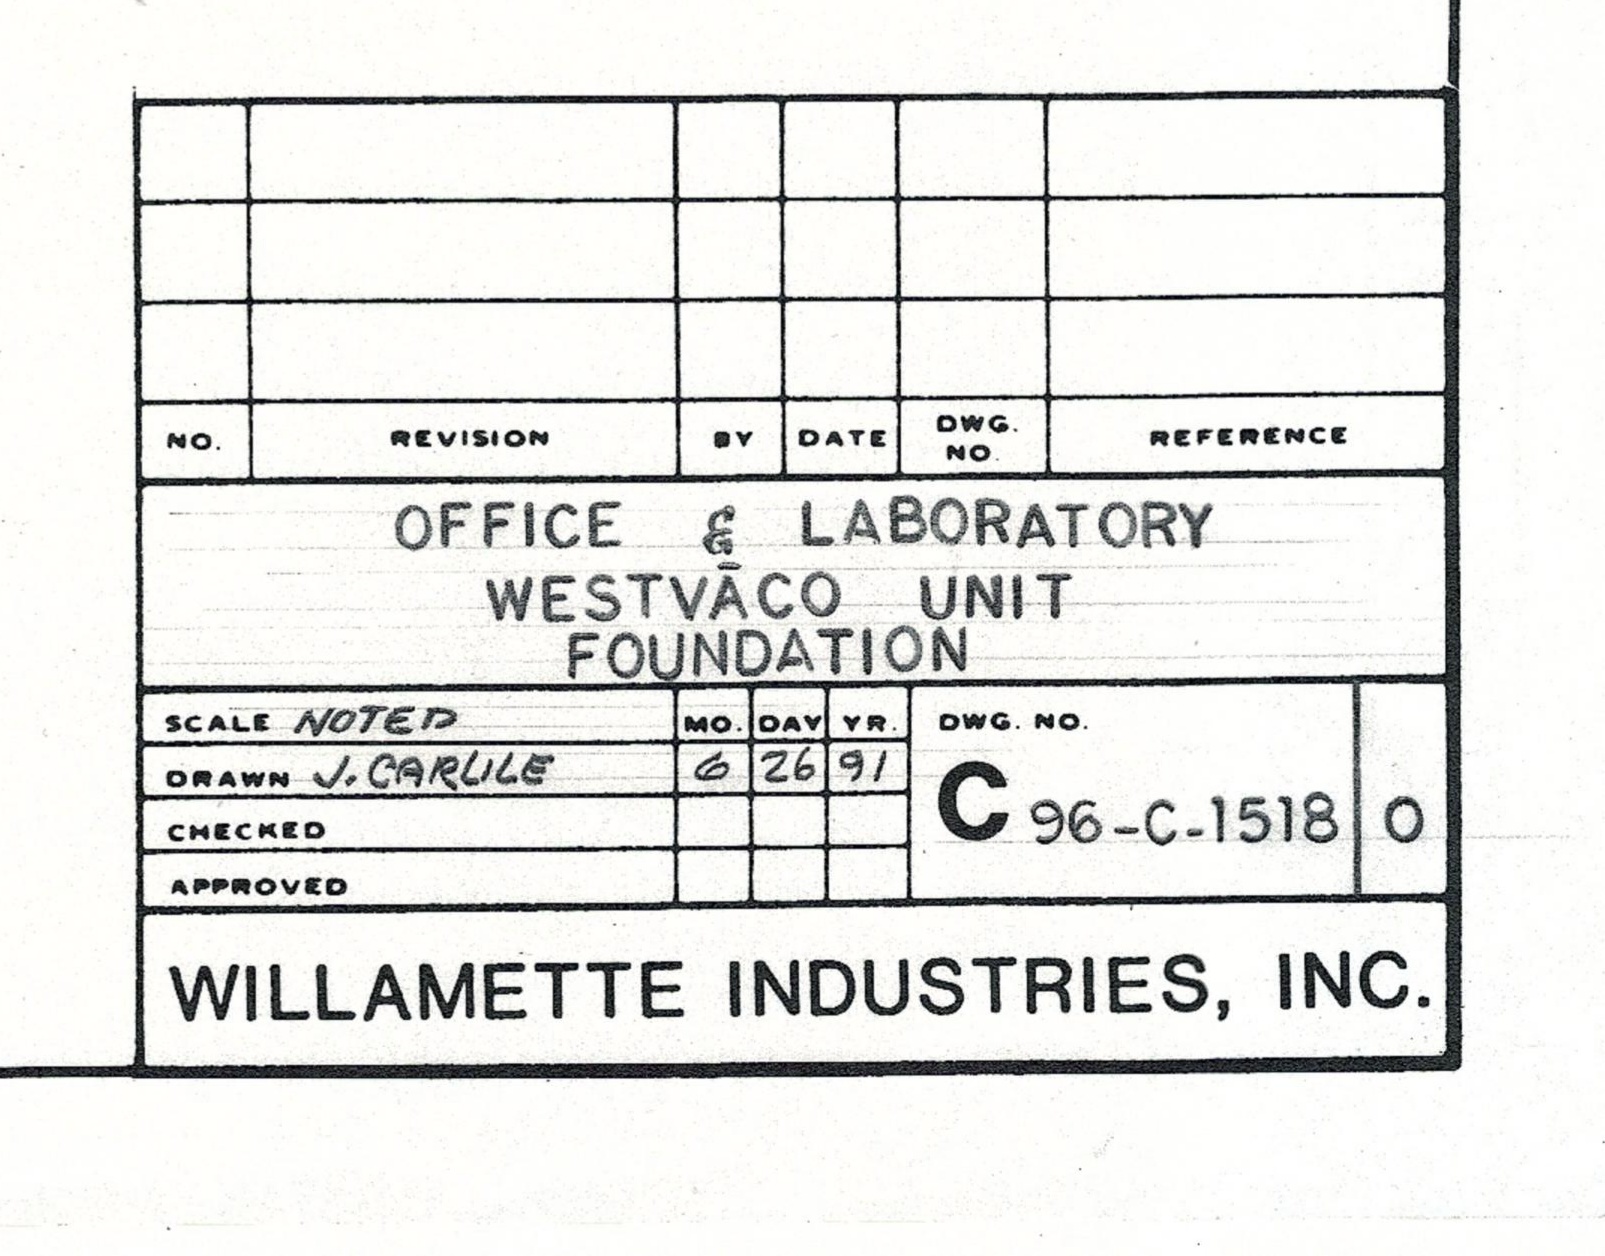 NO. REVISION BY DATE DWG. NO. REFERENCE
OFFICE & LABORATORY
WESTVACO UNIT
FOUNDATION
SCALE NOTED MO. DAY YR. DWG. NO.
DRAWN J. CARLILE 6 26 91
C 96-C-1518 0
CHECKED
APPROVED
WILLAMETTE INDUSTRIES, INC.